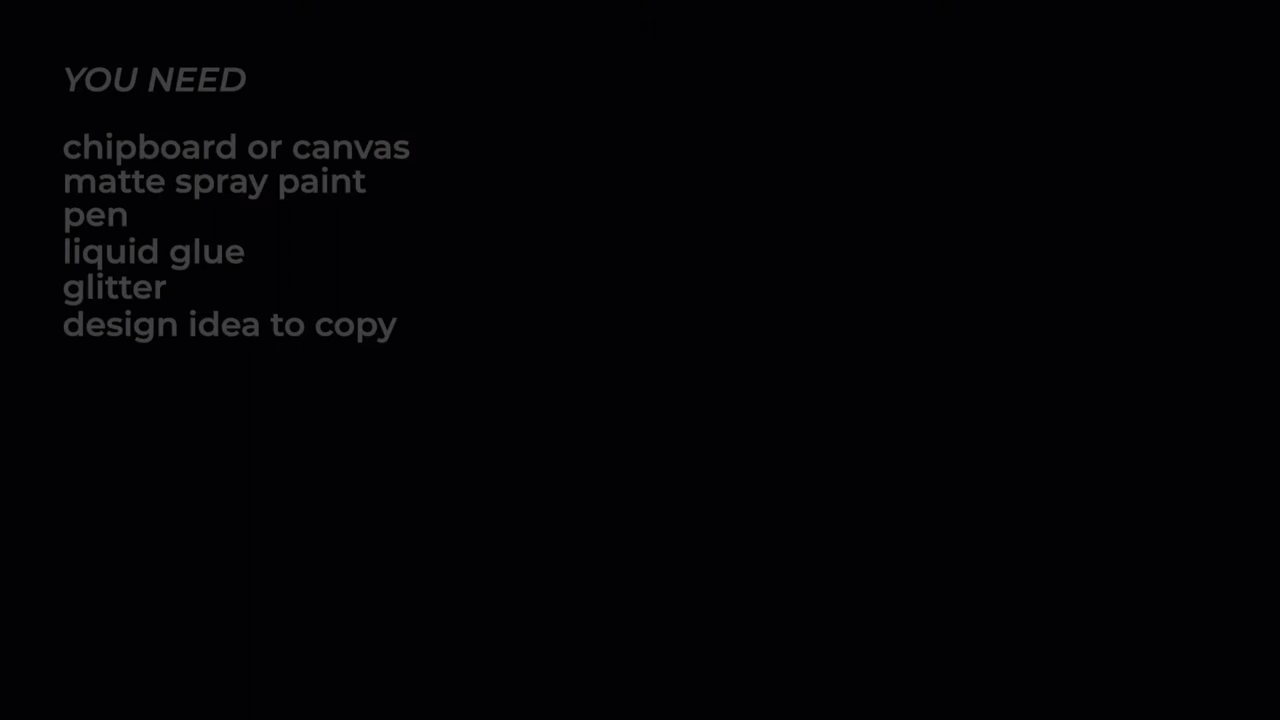 YOU NEED
chipboard or canvas
matte spray paint
pen
liquid glue
glitter
design idea to copy